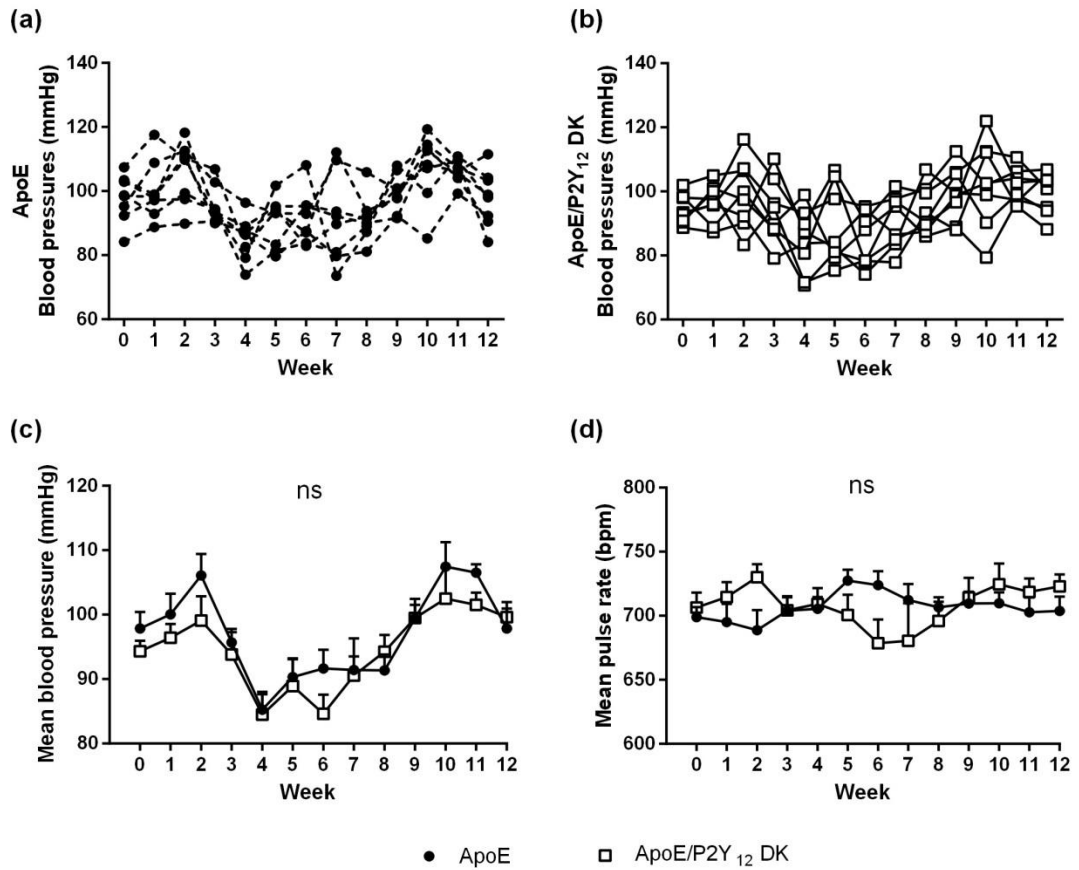 (a)
ApoE
Blood pressures (mmHg)
140
120
100
80
60
0 1 2 3 4 5 6 7 8 9 10 11 12
Week
(b)
ApoE/P2Y₁₂ DK
Blood pressures (mmHg)
140
120
100
80
60
0 1 2 3 4 5 6 7 8 9 10 11 12
Week
(c)
ns
Mean blood pressure (mmHg)
120
110
100
90
80
0 1 2 3 4 5 6 7 8 9 10 11 12
Week
(d)
ns
Mean pulse rate (bpm)
800
750
700
650
600
0 1 2 3 4 5 6 7 8 9 10 11 12
Week
ApoE
ApoE/P2Y ₁₂ DK